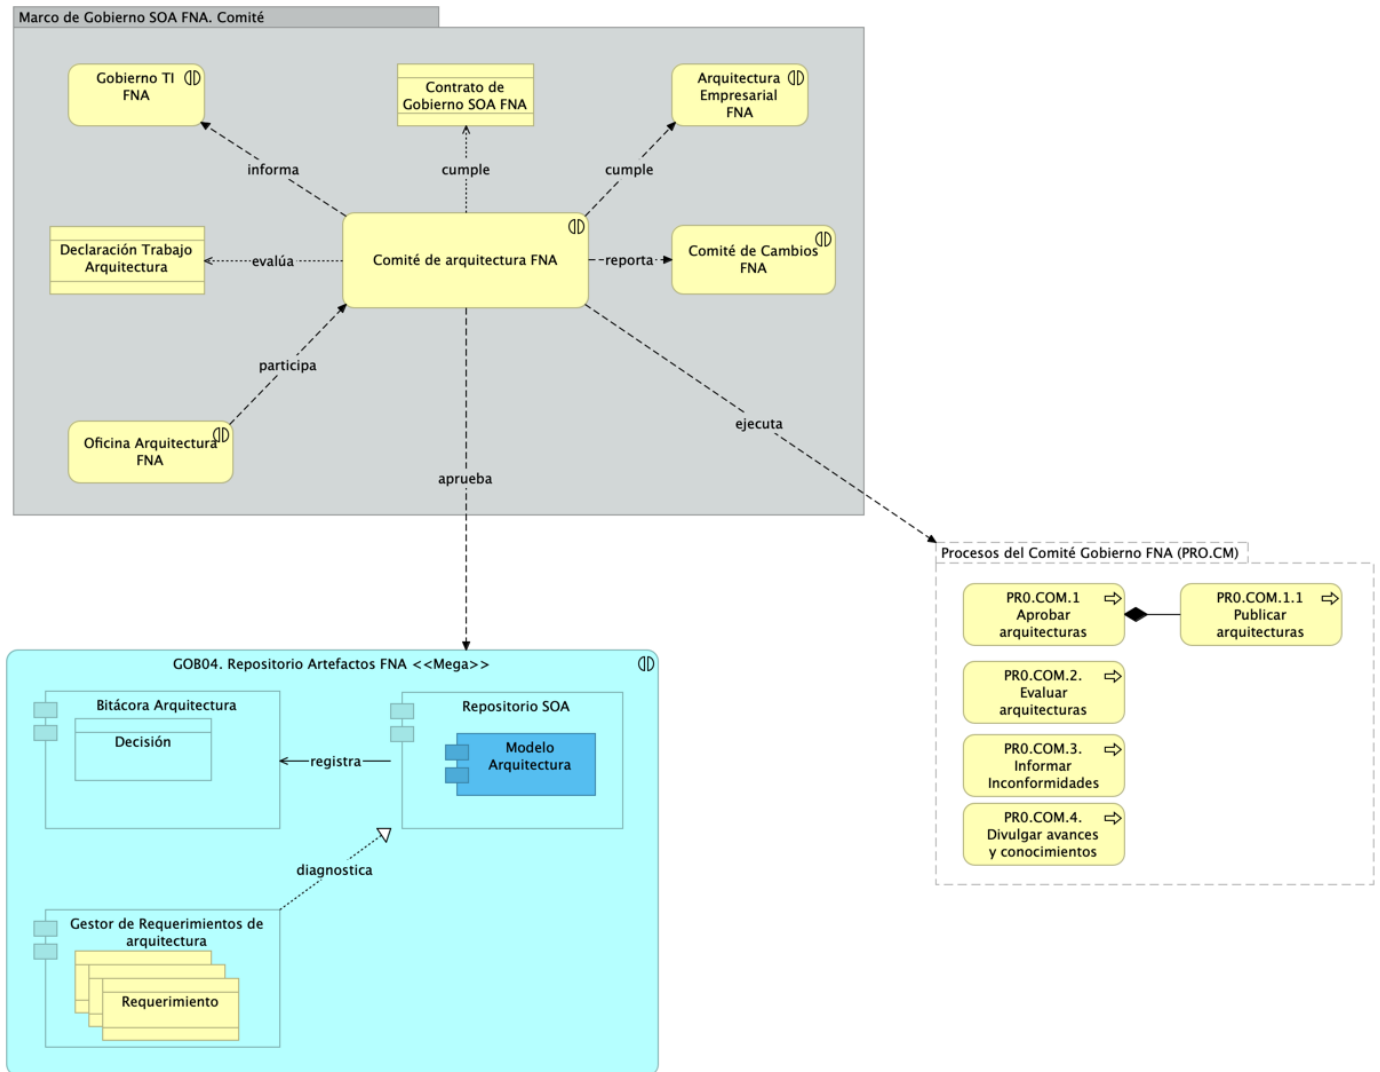 Marco de Gobierno SOA FNA. Comité
Gobierno TI
FNA
Contrato de
Gobierno SOA FNA
Arquitectura
Empresarial
FNA
informa
cumple
cumple
Declaración Trabajo
Arquitectura
evalúa
Comité de arquitectura FNA
reporta
Comité de Cambios
FNA
participa
Oficina Arquitectura
FNA
ejecuta
aprueba
Procesos del Comité Gobierno FNA (PRO.CM)
PR0.COM.1
Aprobar
arquitecturas
PR0.COM.1.1
Publicar
arquitecturas
PR0.COM.2.
Evaluar
arquitecturas
PR0.COM.3.
Informar
Inconformidades
PR0.COM.4.
Divulgar avances
y conocimientos
GOB04. Repositorio Artefactos FNA <<Mega>>
Bitácora Arquitectura
Decisión
registra
Repositorio SOA
Modelo
Arquitectura
diagnostica
Gestor de Requerimientos de
arquitectura
Requerimiento